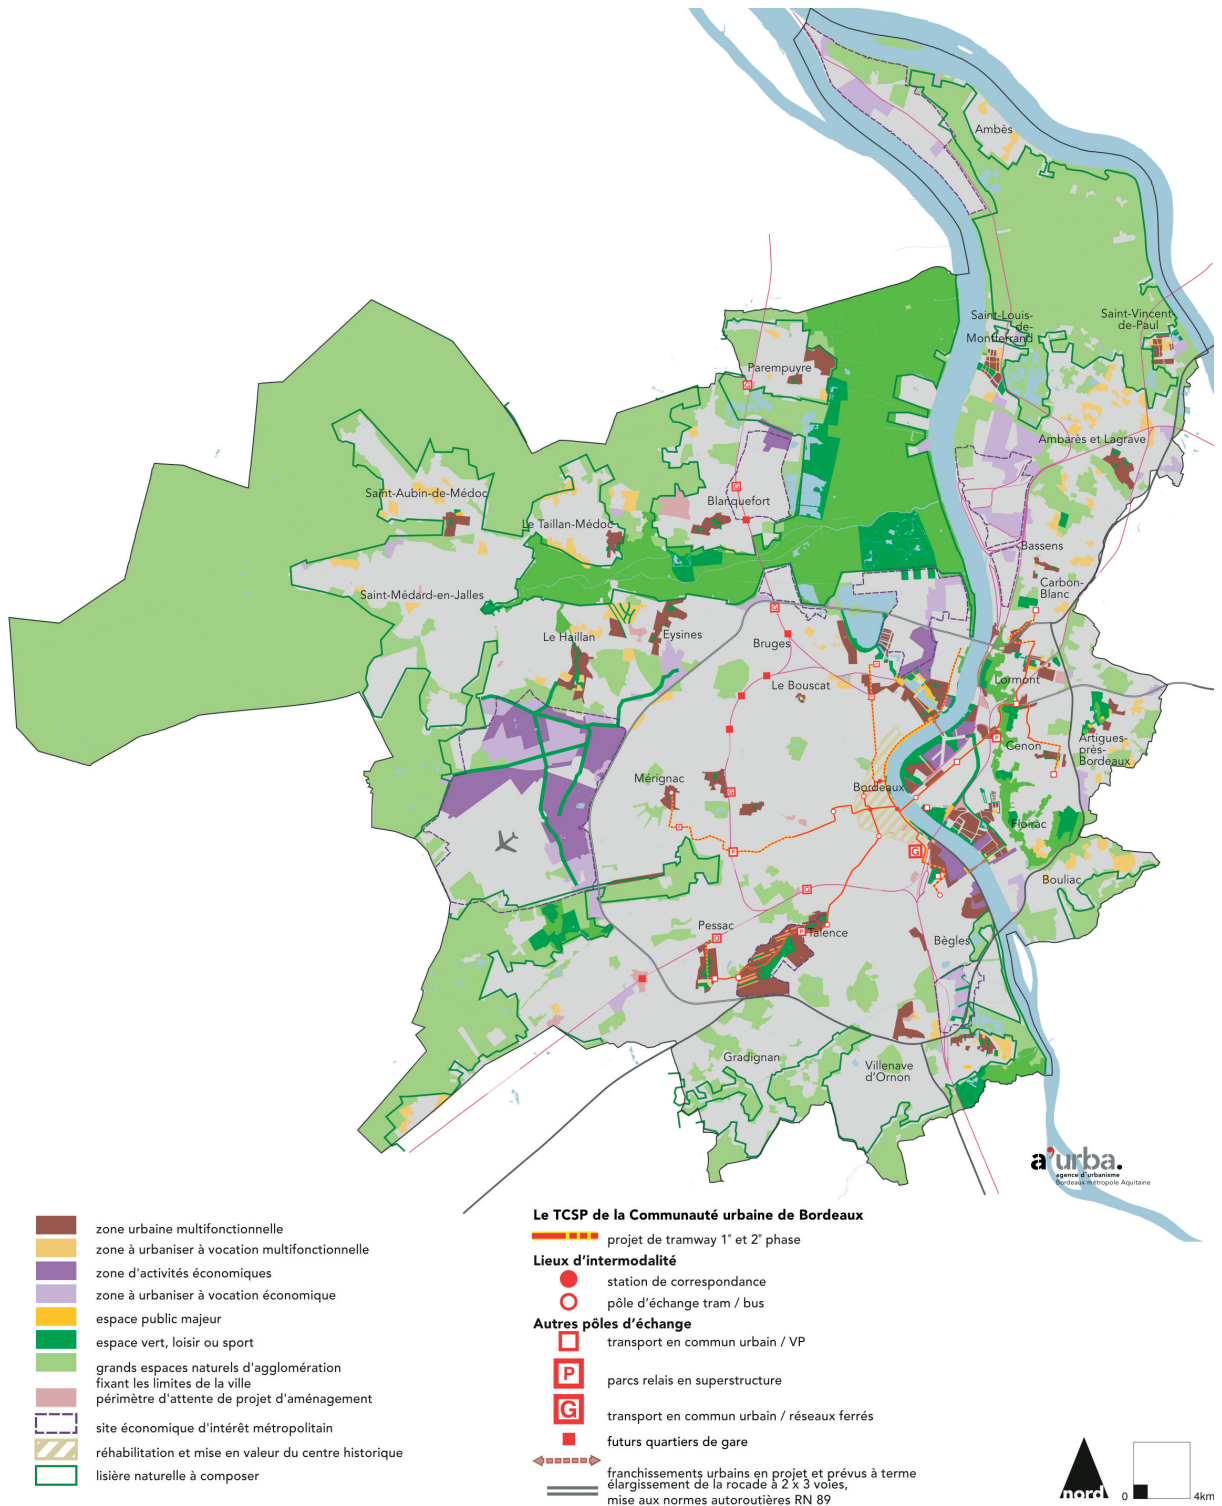 Ambès
Saint-Louis-
de-
Montferrand
Saint-Vincent-
de-Paul
Parempuyre
Ambarès et Lagrave
Saint-Aubin-de-Médoc
Blanquefort
Le Taillan-Médoc
Bassens
Carbon-
Blanc
Saint-Médard-en-Jalles
Le Haillan
Eysines
Bruges
Le Bouscat
Lormont
Cenon
Artigues-
près-
Bordeaux
Mérignac
Bordeaux
Floirac
Bouliac
Pessac
Talence
Bègles
Gradignan
Villenave
d'Ornon
G
G
G
G
G
G
G
P
P
P
a'urba.
agence d'urbanisme
Bordeaux métropole Aquitaine
zone urbaine multifonctionnelle
zone à urbaniser à vocation multifonctionnelle
zone d'activités économiques
zone à urbaniser à vocation économique
espace public majeur
espace vert, loisir ou sport
grands espaces naturels d'agglomération
fixant les limites de la ville
périmètre d'attente de projet d'aménagement
site économique d'intérêt métropolitain
réhabilitation et mise en valeur du centre historique
lisière naturelle à composer
Le TCSP de la Communauté urbaine de Bordeaux
projet de tramway 1° et 2° phase
Lieux d'intermodalité
station de correspondance
pôle d'échange tram / bus
Autres pôles d'échange
transport en commun urbain / VP
P
parcs relais en superstructure
G
transport en commun urbain / réseaux ferrés
futurs quartiers de gare
franchissements urbains en projet et prévus à terme
élargissement de la rocade à 2 x 3 voies,
mise aux normes autoroutières RN 89
nord
0 4km